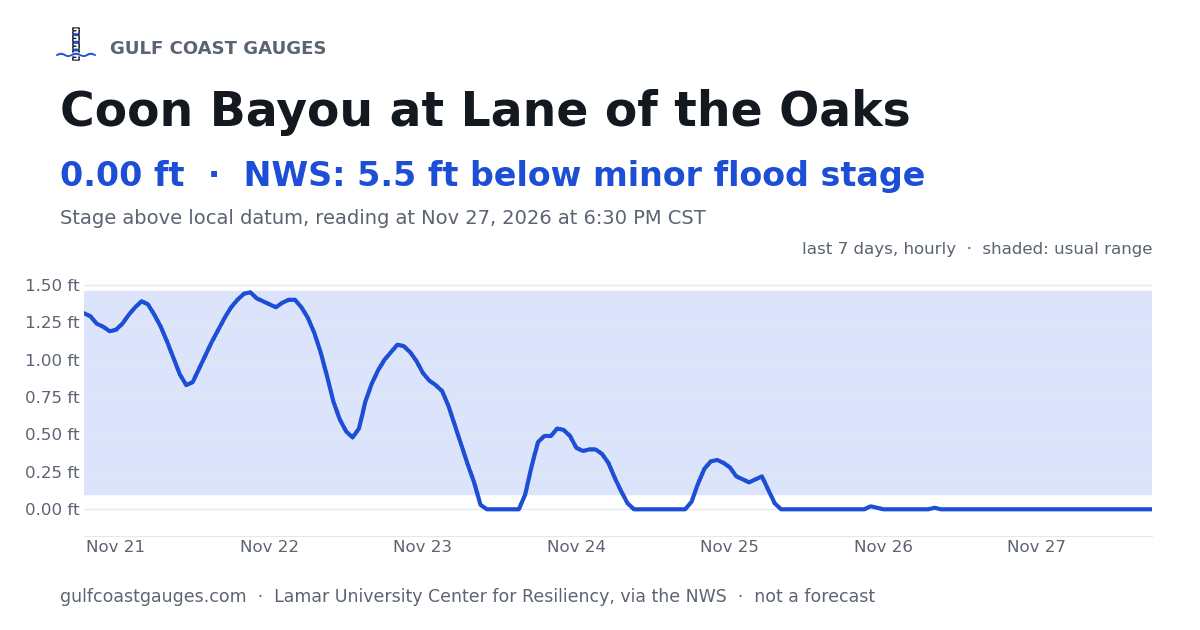 GULF COAST GAUGES
Coon Bayou at Lane of the Oaks
0.00 ft · NWS: 5.5 ft below minor flood stage
Stage above local datum, reading at Nov 27, 2026 at 6:30 PM CST
last 7 days, hourly · shaded: usual range
1.50 ft
1.25 ft
1.00 ft
0.75 ft
0.50 ft
0.25 ft
0.00 ft
Nov 21 Nov 22 Nov 23 Nov 24 Nov 25 Nov 26 Nov 27
gulfcoastgauges.com · Lamar University Center for Resiliency, via the NWS · not a forecast